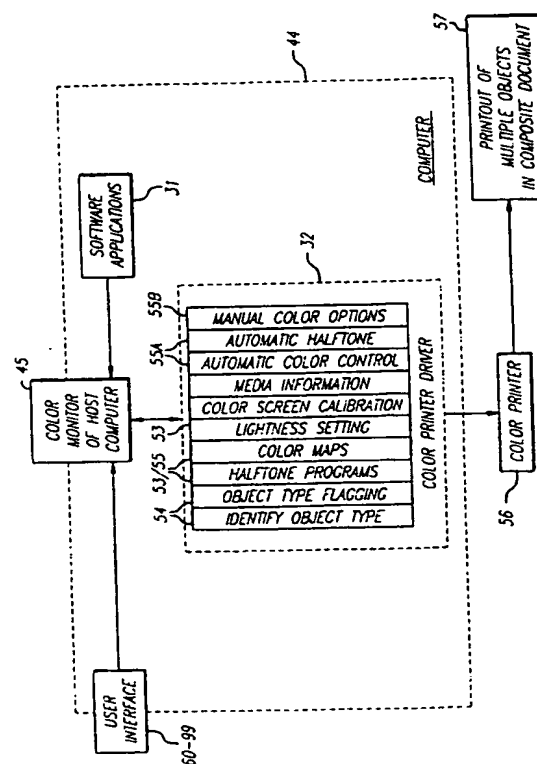 44
COMPUTER
SOFTWARE
APPLICATIONS
31
45
COLOR
MONITOR
OF HOST
COMPUTER
USER
INTERFACE
60-99
32
55B
MANUAL COLOR OPTIONS
55A
AUTOMATIC HALFTONE
AUTOMATIC COLOR CONTROL
MEDIA INFORMATION
COLOR SCREEN CALIBRATION
53
LIGHTNESS SETTING
53/55
COLOR MAPS
HALFTONE PROGRAMS
54
OBJECT TYPE FLAGGING
IDENTIFY OBJECT TYPE
COLOR PRINTER DRIVER
COLOR PRINTER
56
57
PRINTOUT OF
MULTIPLE OBJECTS
IN COMPOSITE DOCUMENT